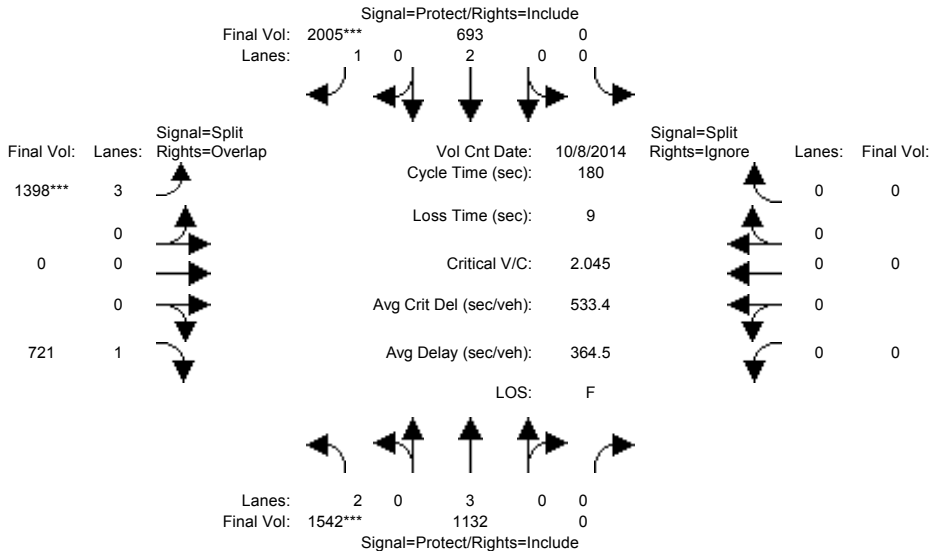 Signal=Protect/Rights=Include
Final Vol: 2005*** 693 0
Lanes: 1 0 2 0 0
Signal=Split Signal=Split
Final Vol: Lanes: Rights=Overlap Vol Cnt Date: 10/8/2014 Rights=Ignore Lanes: Final Vol:
Cycle Time (sec): 180
1398*** 3 0 0
Loss Time (sec): 9
0 0
0 0 Critical V/C: 2.045 0 0
0 Avg Crit Del (sec/veh): 533.4 0
721 1 Avg Delay (sec/veh): 364.5 0 0
LOS: F
Lanes: 2 0 3 0 0
Final Vol: 1542*** 1132 0
Signal=Protect/Rights=Include